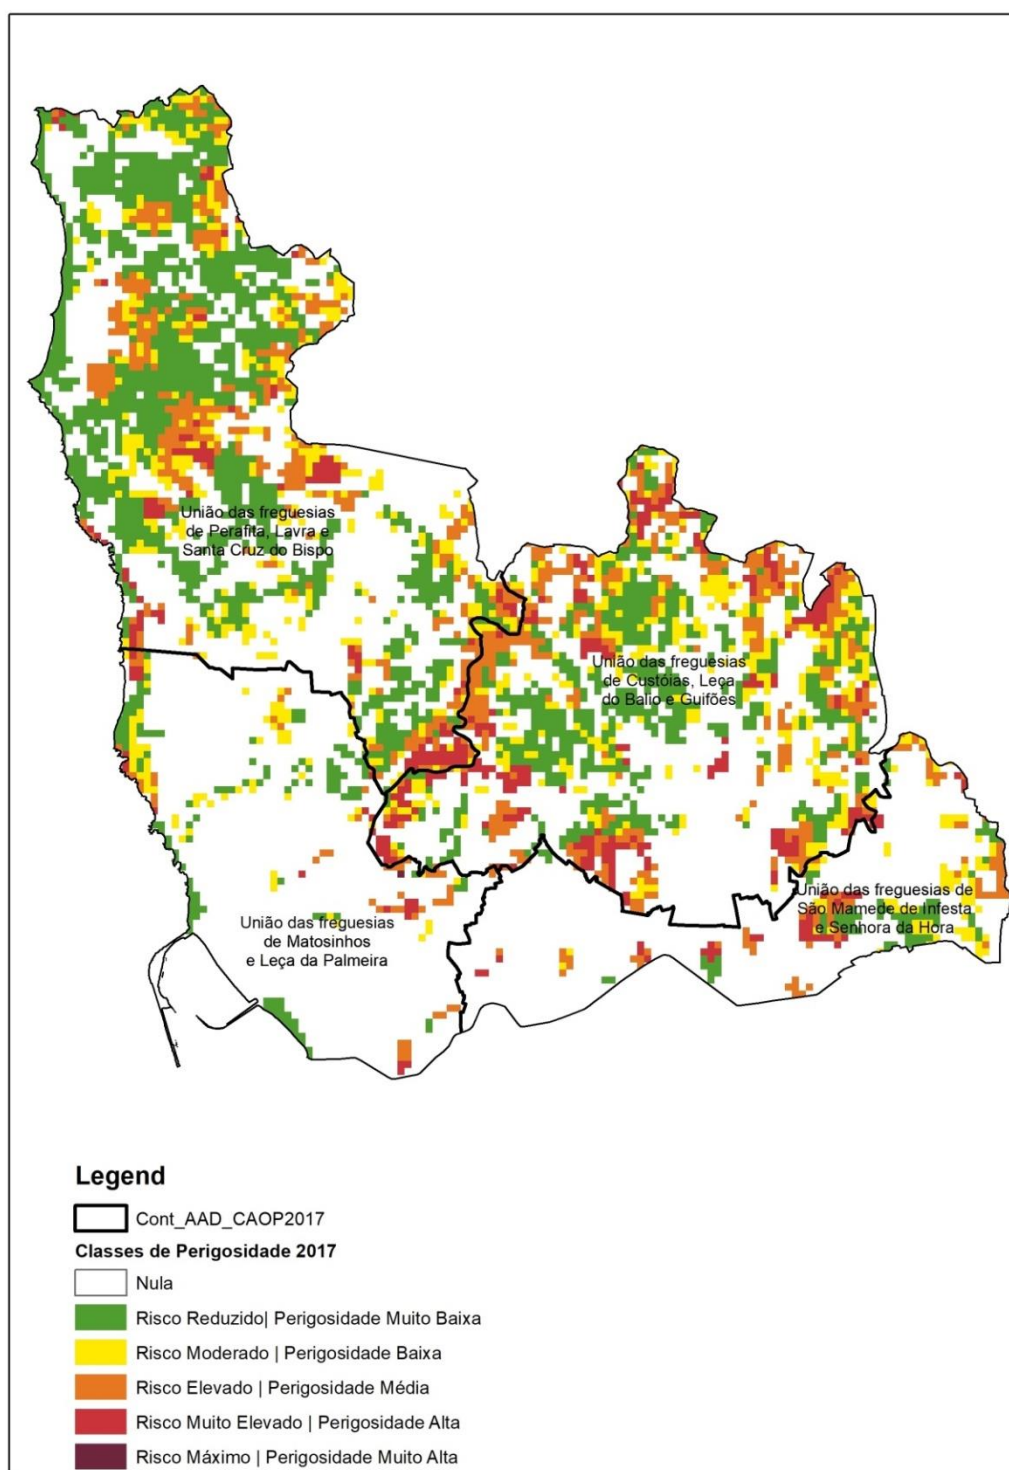 União das freguesias
de Perafita, Lavra e
Santa Cruz do Bispo
União das freguesias
de Custóias, Leça
do Balio e Guifões
União das freguesias de
São Mamede de Infesta
e Senhora da Hora
União das freguesias
de Matosinhos
e Leça da Palmeira
Legend
Cont_AAD_CAOP2017
Classes de Perigosidade 2017
Nula
Risco Reduzido| Perigosidade Muito Baixa
Risco Moderado | Perigosidade Baixa
Risco Elevado | Perigosidade Média
Risco Muito Elevado | Perigosidade Alta
Risco Máximo | Perigosidade Muito Alta